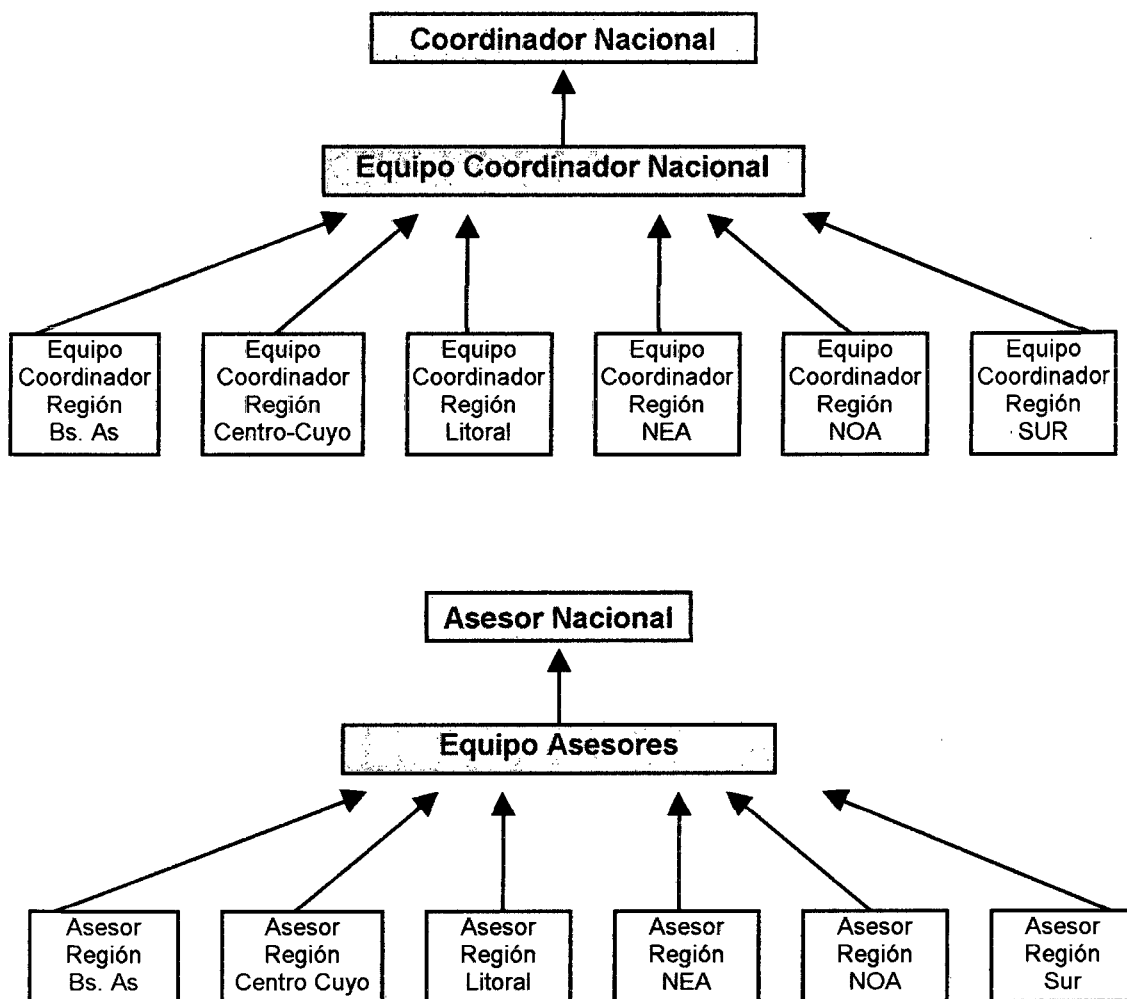 Coordinador Nacional
Equipo Coordinador Nacional
Equipo
Coordinador
Región
Bs. As
Equipo
Coordinador
Región
Centro-Cuyo
Equipo
Coordinador
Región
Litoral
Equipo
Coordinador
Región
NEA
Equipo
Coordinador
Región
NOA
Equipo
Coordinador
Región
SUR
Asesor Nacional
Equipo Asesores
Asesor
Región
Bs. As
Asesor
Región
Centro Cuyo
Asesor
Región
Litoral
Asesor
Región
NEA
Asesor
Región
NOA
Asesor
Región
Sur